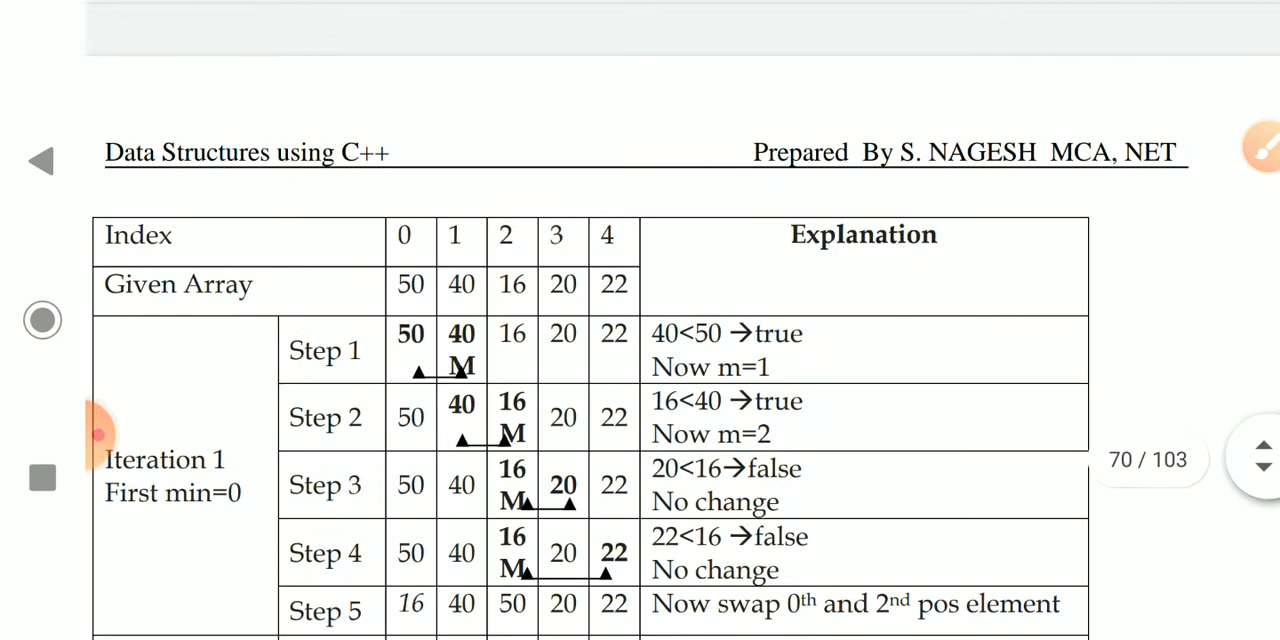 Data Structures using C++ Prepared By S. NAGESH MCA, NET
Index 0 1 2 3 4 Explanation
Given Array 50 40 16 20 22
Iteration 1
First min=0
Step 1 50 40 16 20 22 40<50 →true
M Now m=1
Step 2 50 40 16 20 22 16<40 →true
M Now m=2
Step 3 50 40 16 20 22 20<16→false
M No change
Step 4 50 40 16 20 22 22<16 →false
M No change
Step 5 16 40 50 20 22 Now swap 0th and 2nd pos element
70 / 103